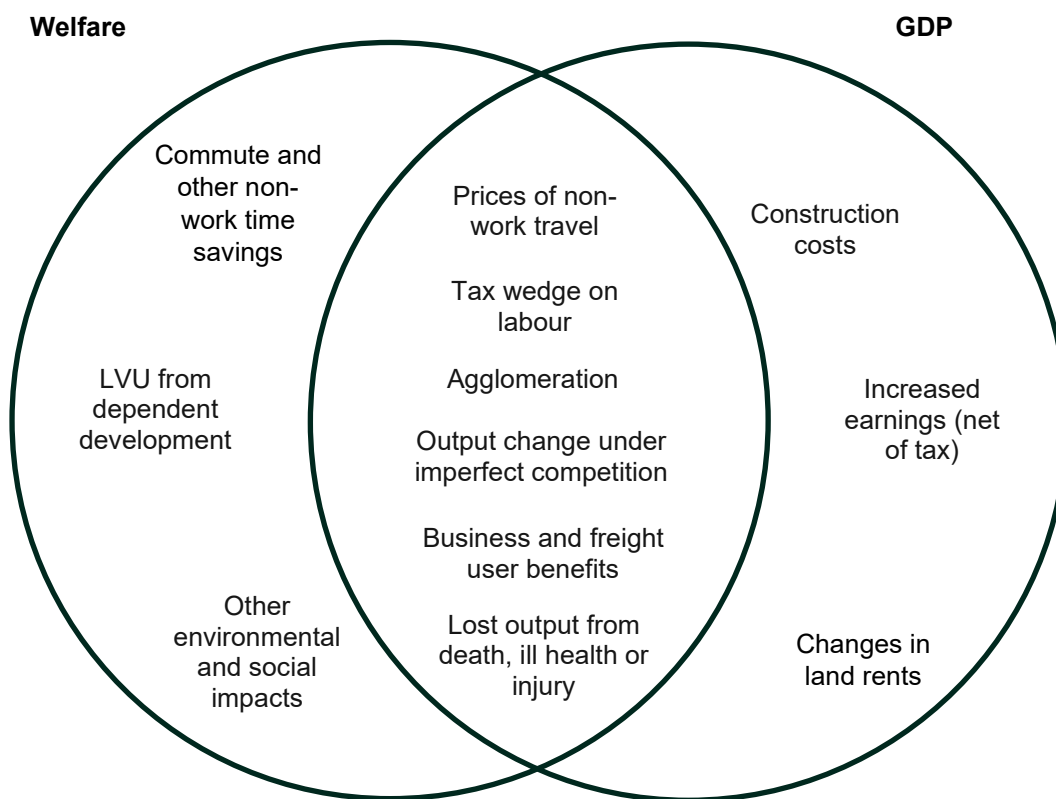 Welfare
GDP
Commute and
other non-
work time
savings
LVU from
dependent
development
Other
environmental
and social
impacts
Prices of non-
work travel
Tax wedge on
labour
Agglomeration
Output change under
imperfect competition
Business and freight
user benefits
Lost output from
death, ill health or
injury
Construction
costs
Increased
earnings (net
of tax)
Changes in
land rents